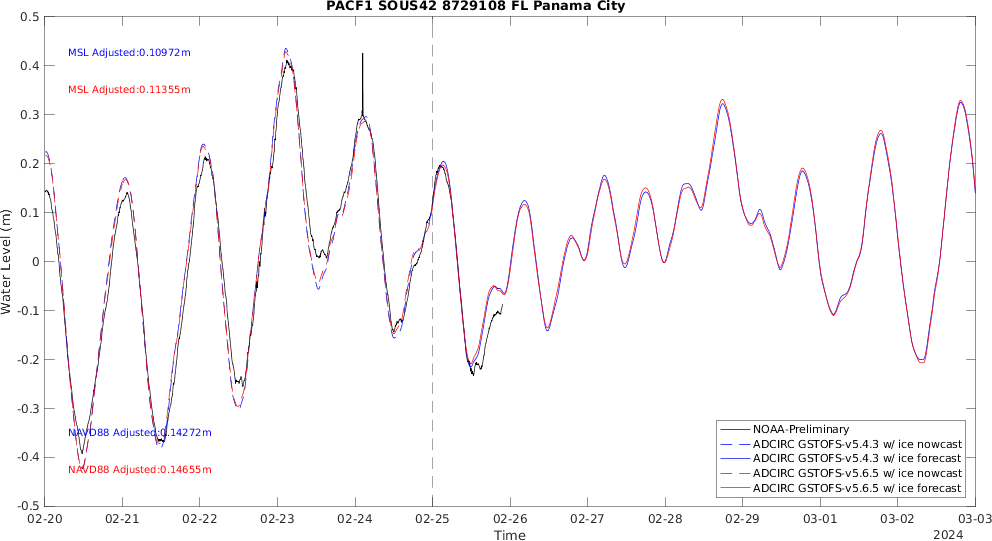 PACF1 SOUS42 8729108 FL Panama City
0.5
0.4
0.3
0.2
0.1
0
-0.1
-0.2
-0.3
-0.4
-0.5
Water Level (m)
MSL Adjusted:0.10972m
MSL Adjusted:0.11355m
NAVD88 Adjusted:0.14272m
NAVD88 Adjusted:0.14655m
NOAA-Preliminary
ADCIRC GSTOFS-v5.4.3 w/ ice nowcast
ADCIRC GSTOFS-v5.4.3 w/ ice forecast
ADCIRC GSTOFS-v5.6.5 w/ ice nowcast
ADCIRC GSTOFS-v5.6.5 w/ ice forecast
02-20 02-21 02-22 02-23 02-24 02-25 02-26 02-27 02-28 02-29 03-01 03-02 03-03
Time
2024